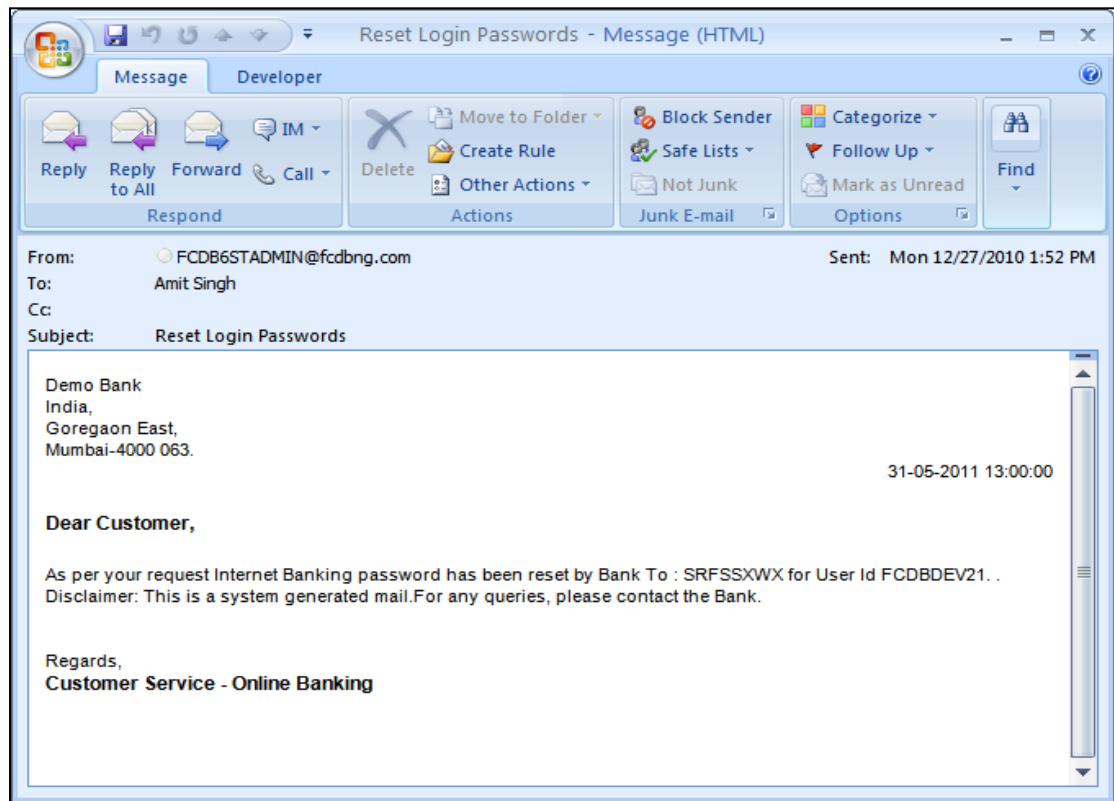 Reset Login Passwords - Message (HTML)
Message Developer
Reply
Reply to All
Forward
IM
Call
Respond
Delete
Move to Folder
Create Rule
Other Actions
Actions
Block Sender
Safe Lists
Not Junk
Junk E-mail
Categorize
Follow Up
Mark as Unread
Options
Find
From: FCDB6STADMIN@fcdbng.com Sent: Mon 12/27/2010 1:52 PM
To: Amit Singh
Cc:
Subject: Reset Login Passwords
Demo Bank
India,
Goregaon East,
Mumbai-4000 063.
31-05-2011 13:00:00
Dear Customer,
As per your request Internet Banking password has been reset by Bank To : SRFSSXWX for User Id FCDBDEV21. .
Disclaimer: This is a system generated mail.For any queries, please contact the Bank.
Regards,
Customer Service - Online Banking